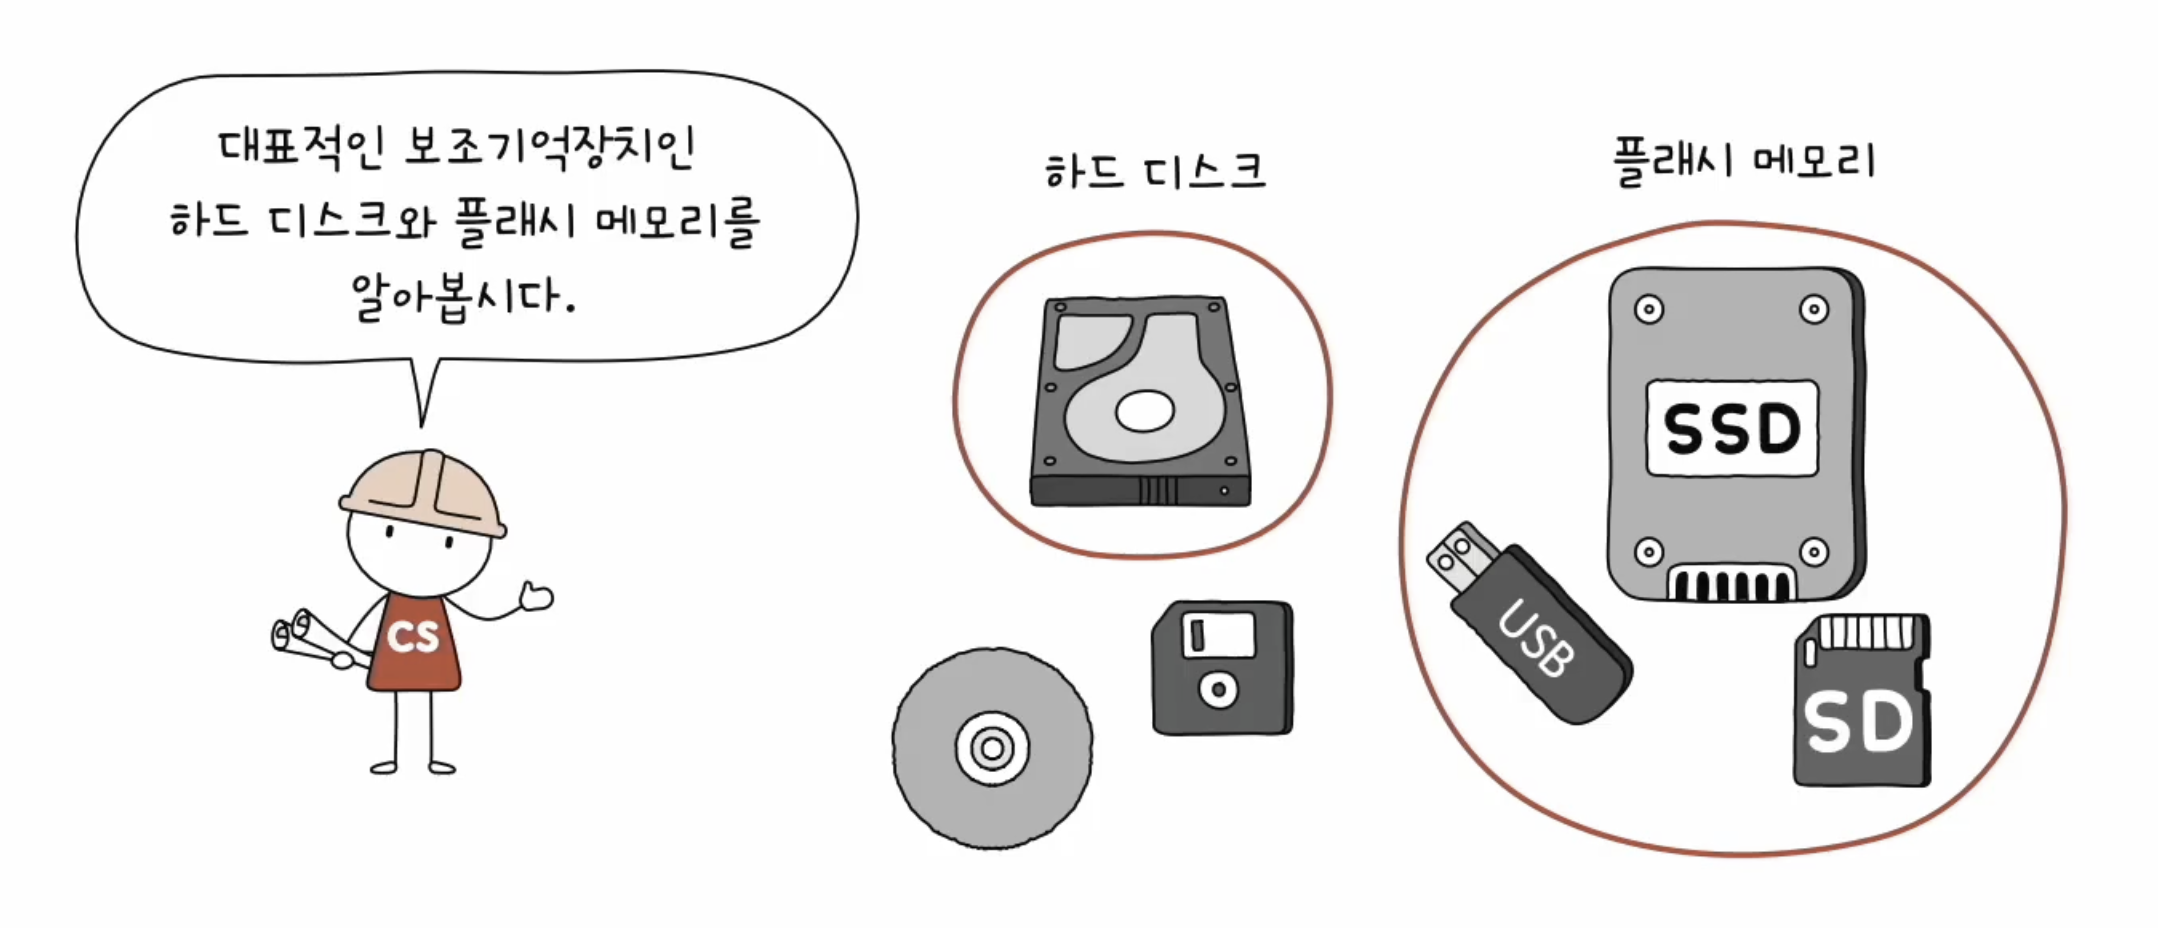 대표적인 보조기억장치인
하드 디스크와 플래시 메모리를
알아봅시다.
하드 디스크
플래시 메모리
SSD
USB
SD
CS